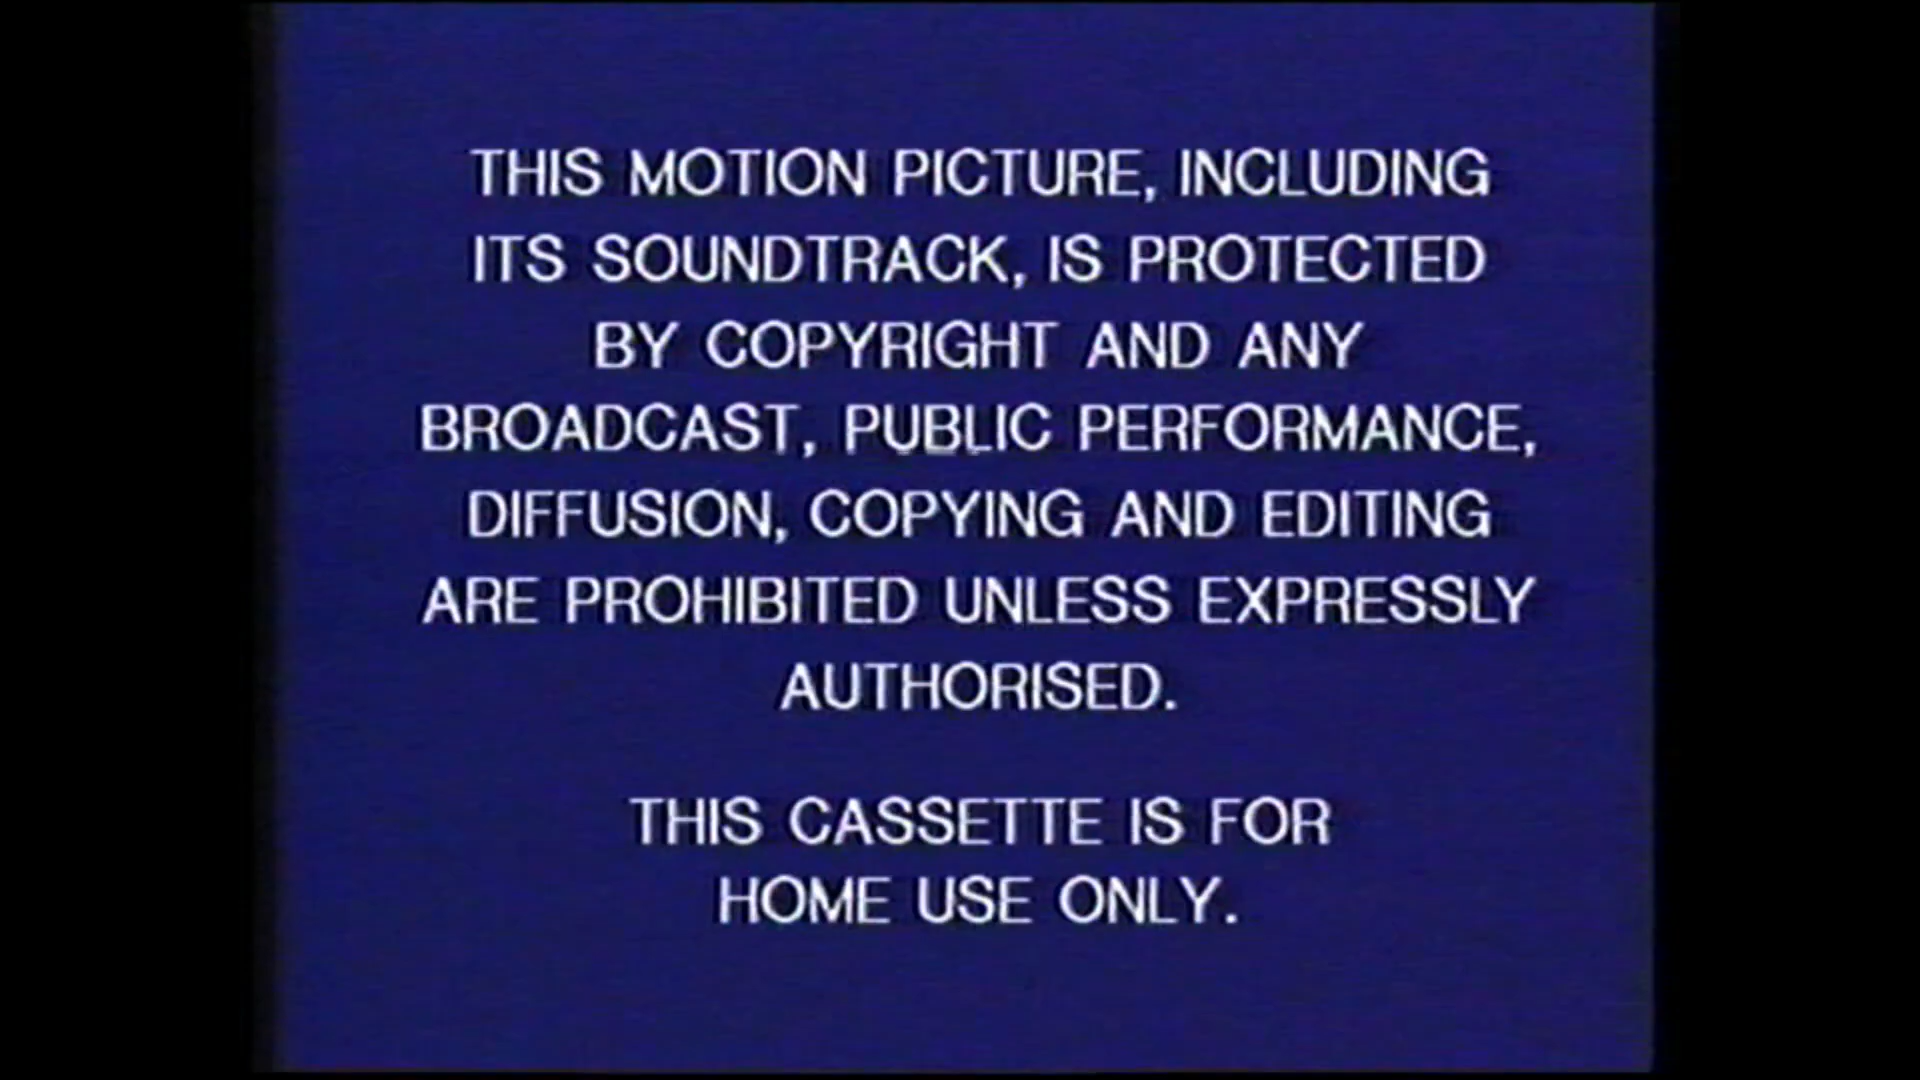 THIS MOTION PICTURE, INCLUDING
ITS SOUNDTRACK, IS PROTECTED
BY COPYRIGHT AND ANY
BROADCAST, PUBLIC PERFORMANCE,
DIFFUSION, COPYING AND EDITING
ARE PROHIBITED UNLESS EXPRESSLY
AUTHORISED.
THIS CASSETTE IS FOR
HOME USE ONLY.